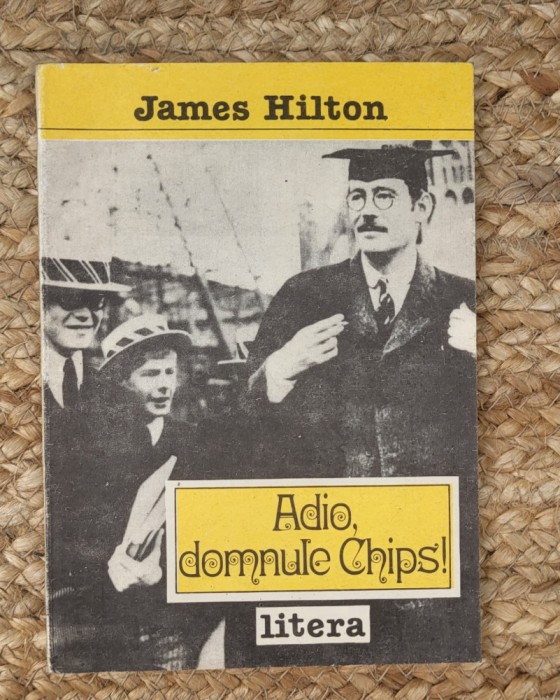 James Hilton
Adio,
domnule Chips!
litera